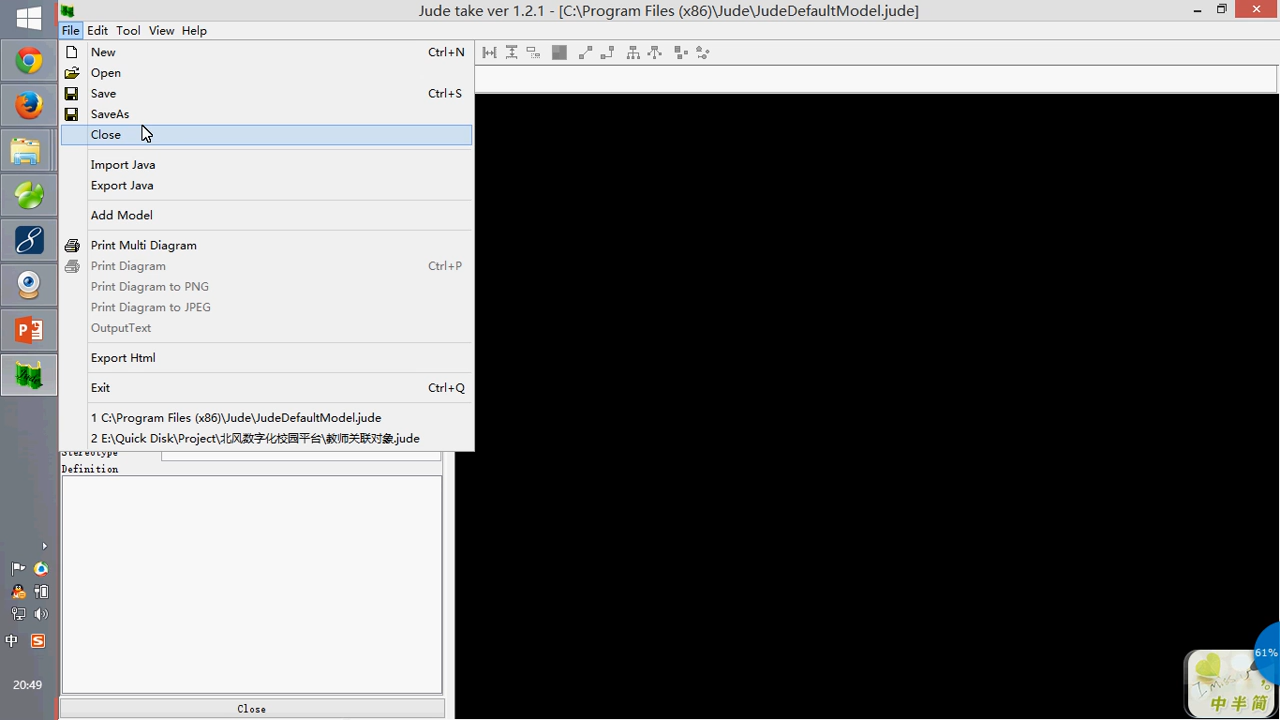 Jude take ver 1.2.1 - [C:\Program Files (x86)\Jude\JudeDefaultModel.jude]
File Edit Tool View Help
New Ctrl+N
Open
Save Ctrl+S
SaveAs
Close
Import Java
Export Java
Add Model
Print Multi Diagram
Print Diagram Ctrl+P
Print Diagram to PNG
Print Diagram to JPEG
OutputText
Export Html
Exit Ctrl+Q
1 C:\Program Files (x86)\Jude\JudeDefaultModel.jude
2 E:\Quick Disk\Project\北风数字化校园平台\教师关联对象.jude
Stereotype
Definition
中
20:49
Close
61%
中半简